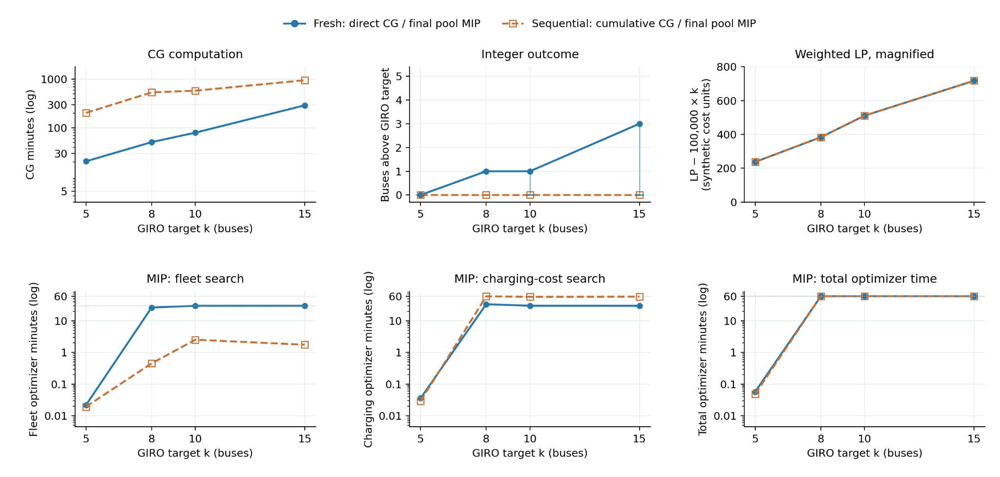 Fresh: direct CG / final pool MIP
Sequential: cumulative CG / final pool MIP
CG computation
CG minutes (log)
1000
300
100
30
5
5
8
10
15
GIRO target k (buses)
Integer outcome
Buses above GIRO target
5
4
3
2
1
0
5
8
10
15
GIRO target k (buses)
Weighted LP, magnified
LP − 100,000 × k
(synthetic cost units)
800
600
400
200
0
5
8
10
15
GIRO target k (buses)
MIP: fleet search
Fleet optimizer minutes (log)
60
10
1
0.1
0.01
5
8
10
15
GIRO target k (buses)
MIP: charging-cost search
Charging optimizer minutes (log)
60
10
1
0.1
0.01
5
8
10
15
GIRO target k (buses)
MIP: total optimizer time
Total optimizer minutes (log)
60
10
1
0.1
0.01
5
8
10
15
GIRO target k (buses)